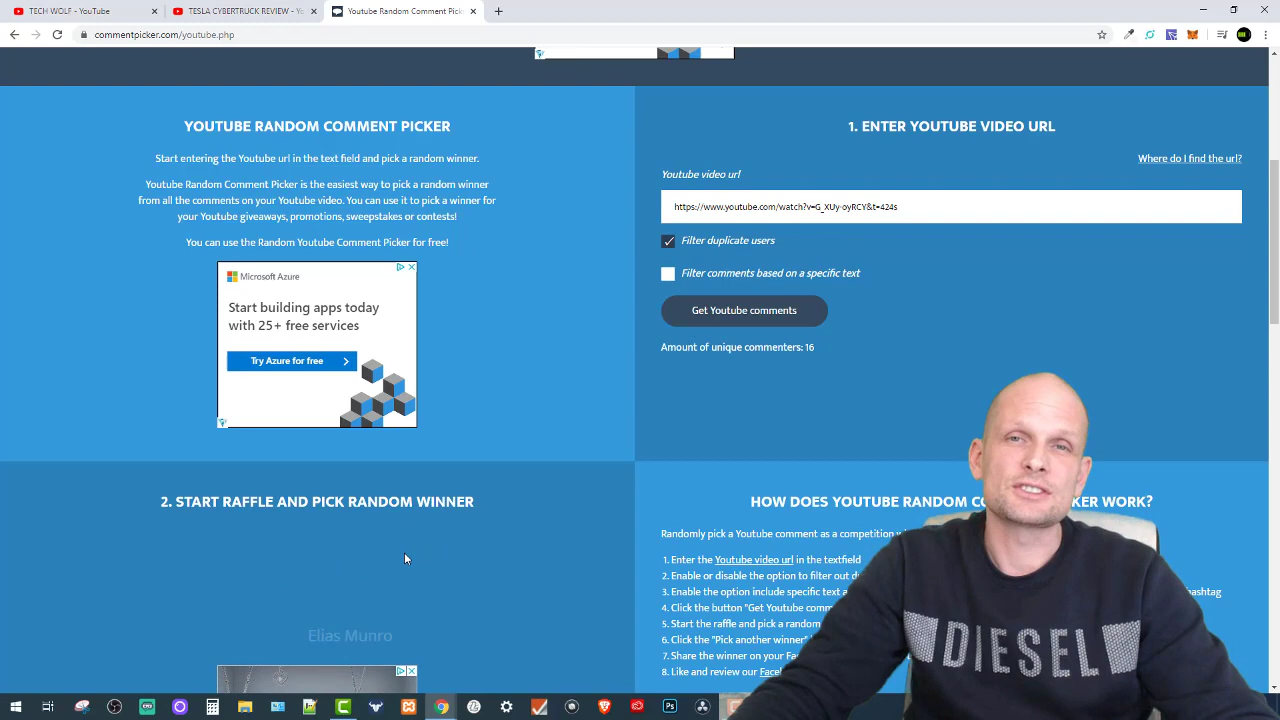 TECH WOLF - YouTube
TESLA CYBERTRUCK REVIEW - Y
Youtube Random Comment Pick
commentpicker.com/youtube.php
YOUTUBE RANDOM COMMENT PICKER
Start entering the Youtube url in the text field and pick a random winner.
Youtube Random Comment Picker is the easiest way to pick a random winner
from all the comments on your Youtube video. You can use it to pick a winner for
your Youtube giveaways, promotions, sweepstakes or contests!
You can use the Random Youtube Comment Picker for free!
Microsoft Azure
Start building apps today
with 25+ free services
Try Azure for free
1. ENTER YOUTUBE VIDEO URL
Where do I find the url?
Youtube video url
https://www.youtube.com/watch?v=G_XUy-oyRCY&t=424s
Filter duplicate users
Filter comments based on a specific text
Get Youtube comments
Amount of unique commenters: 16
2. START RAFFLE AND PICK RANDOM WINNER
Elias Munro
HOW DOES YOUTUBE RANDOM CO KER WORK?
Randomly pick a Youtube comment as a competition
1. Enter the Youtube video url in the textfield
2. Enable or disable the option to filter out
3. Enable the option include specific text ashtag
4. Click the button "Get Youtube comm
5. Start the raffle and pick a random
6. Click the "Pick another winner"
7. Share the winner on your Fa
8. Like and review our Face
DIESEL